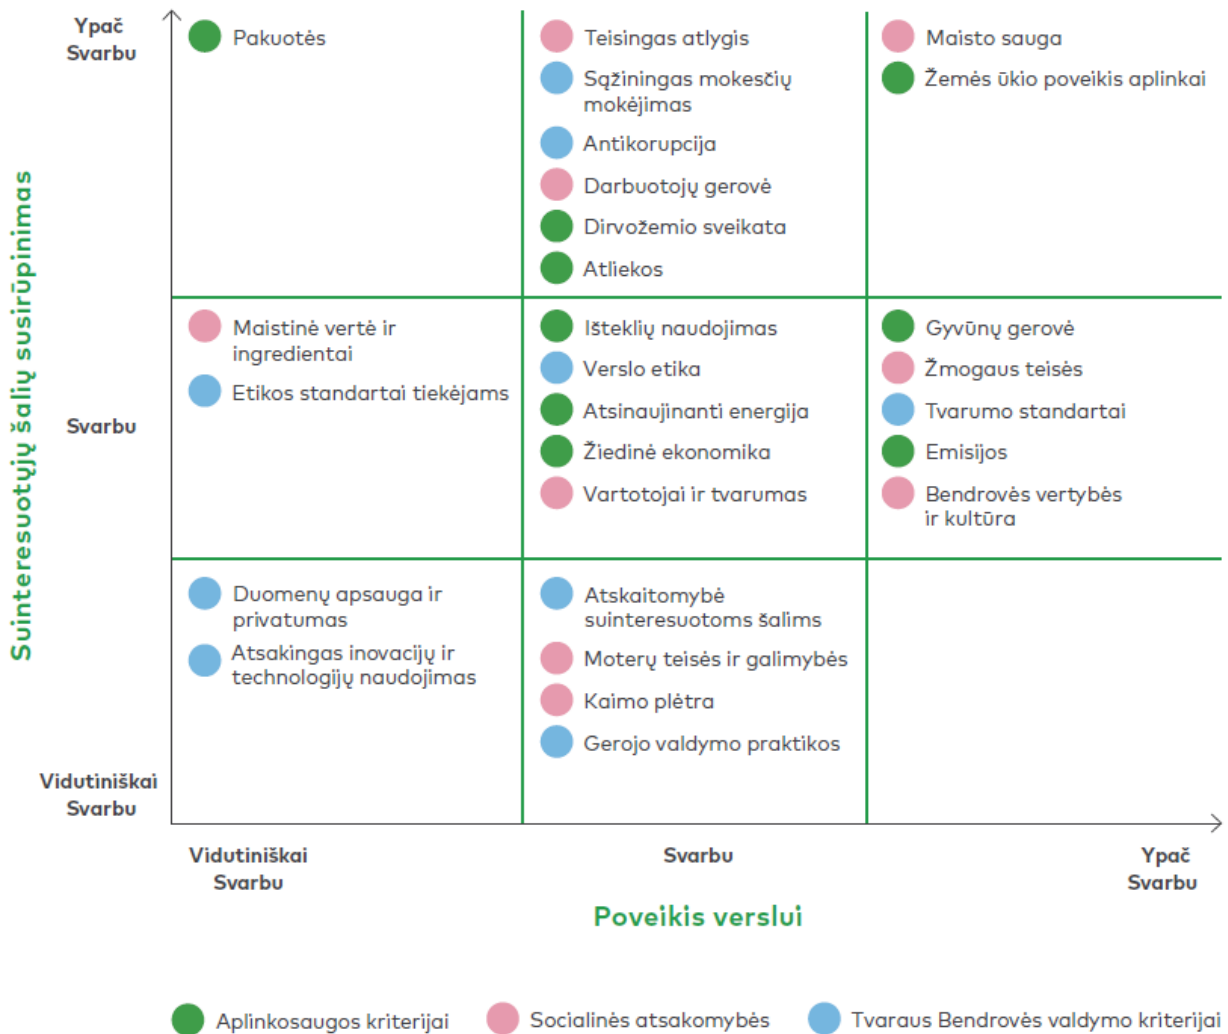 Ypač
Svarbu
Pakuotės
Teisingas atlygis
Sąžiningas mokesčių
mokėjimas
Antikorupcija
Darbuotojų gerovė
Dirvožemio sveikata
Atliekos
Maisto sauga
Žemės ūkio poveikis aplinkai
Suinteresuotųjų šalių susirūpinimas
Svarbu
Maistinė vertė ir
ingredientai
Etikos standartai tiekėjams
Išteklių naudojimas
Verslo etika
Atsinaujinanti energija
Žiedinė ekonomika
Vartotojai ir tvarumas
Gyvūnų gerovė
Žmogaus teisės
Tvarumo standartai
Emisijos
Bendrovės vertybės
ir kultūra
Vidutiniškai
Svarbu
Duomenų apsauga ir
privatumas
Atsakingas inovacijų ir
technologijų naudojimas
Atskaitomybė
suinteresuotoms šalims
Moterų teisės ir galimybės
Kaimo plėtra
Gerojo valdymo praktikos
Vidutiniškai
Svarbu
Svarbu
Ypač
Svarbu
Poveikis verslui
Aplinkosaugos kriterijai
Socialinės atsakomybės
Tvaraus Bendrovės valdymo kriterijai